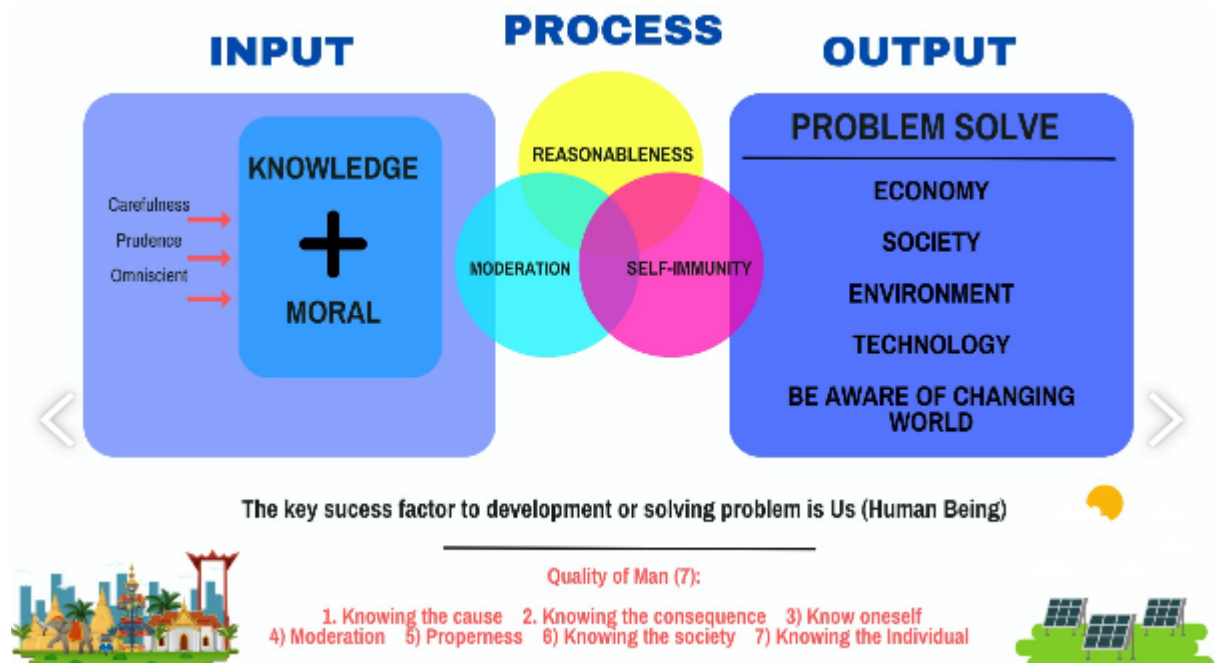 INPUT
PROCESS
OUTPUT
Carefulness
Prudence
Omniscient
KNOWLEDGE
+
MORAL
REASONABLENESS
MODERATION
SELF-IMMUNITY
PROBLEM SOLVE
ECONOMY
SOCIETY
ENVIRONMENT
TECHNOLOGY
BE AWARE OF CHANGING
WORLD
The key sucess factor to development or solving problem is Us (Human Being)
Quality of Man (7):
1. Knowing the cause 2. Knowing the consequence 3) Know oneself
4) Moderation 5) Properness 6) Knowing the society 7) Knowing the Individual